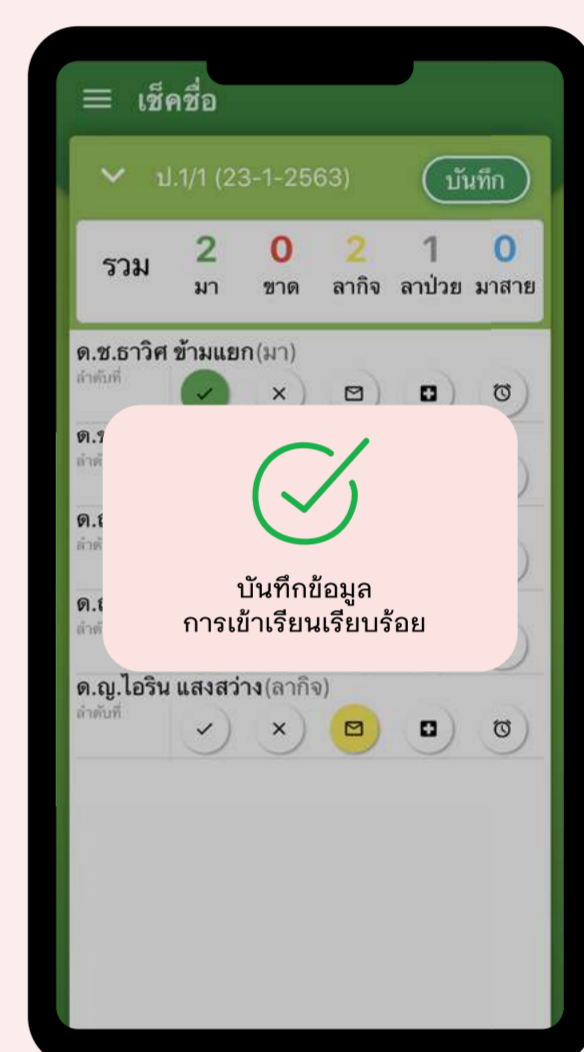 เช็คชื่อ
ป.1/1 (23-1-2563)
บันทึก
รวม
2 0 2 1 0
มา ขาด ลากิจ ลาป่วย มาสาย
ด.ช.ธาวิศ ข้ามแยก(มา)
ลำดับที่
บันทึกข้อมูล
การเข้าเรียนเรียบร้อย
ด.ญ.ไอริน แสงสว่าง(ลากิจ)
ลำดับที่